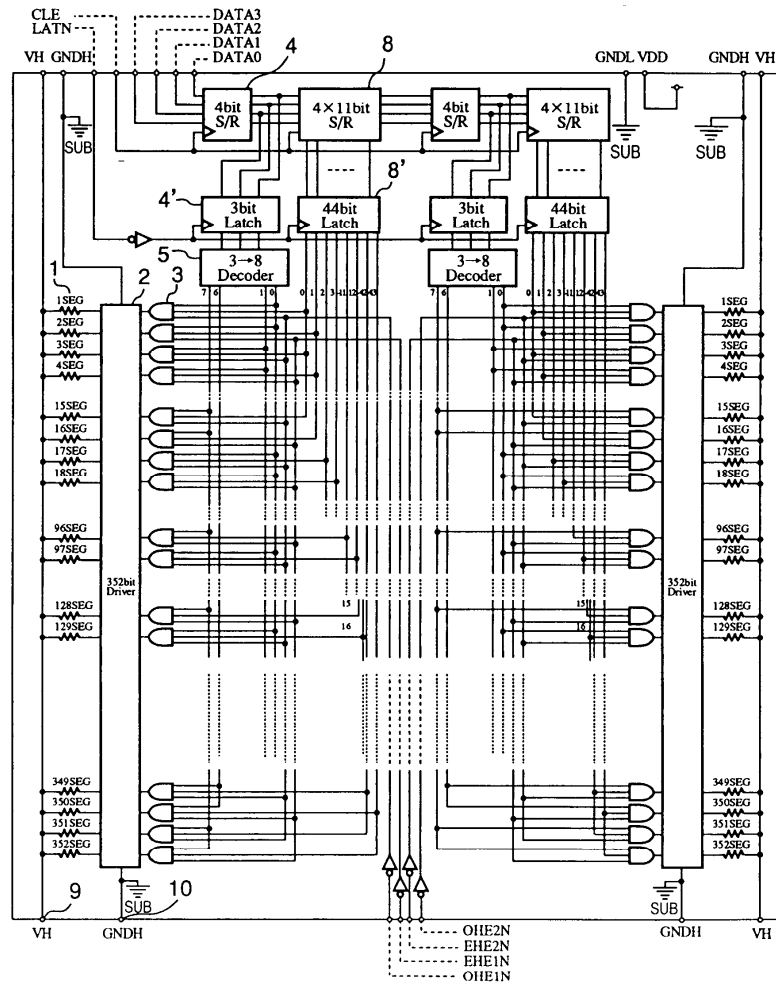 CLE
LATN
DATA3
DATA2
DATA1
DATA0
VH GNDH
4
8
GNDL VDD
GNDH VH
4bit S/R
4×11bit S/R
4bit S/R
4×11bit S/R
SUB
SUB
SUB
4'
8'
3bit Latch
44bit Latch
3bit Latch
44bit Latch
5
3→8 Decoder
3→8 Decoder
7 6 1 0 0 1 2 3 11 12 42 43
7 6 1 0 0 1 2 3 11 12 42 43
1
2
3
1SEG
2SEG
3SEG
4SEG
15SEG
16SEG
17SEG
18SEG
96SEG
97SEG
352bit Driver
128SEG
129SEG
15
16
349SEG
350SEG
351SEG
352SEG
1SEG
2SEG
3SEG
4SEG
15SEG
16SEG
17SEG
18SEG
96SEG
97SEG
352bit Driver
128SEG
129SEG
15
16
349SEG
350SEG
351SEG
352SEG
9
10
SUB
SUB
VH
GNDH
GNDH
VH
OHE2N
EHE2N
EHE1N
OHE1N